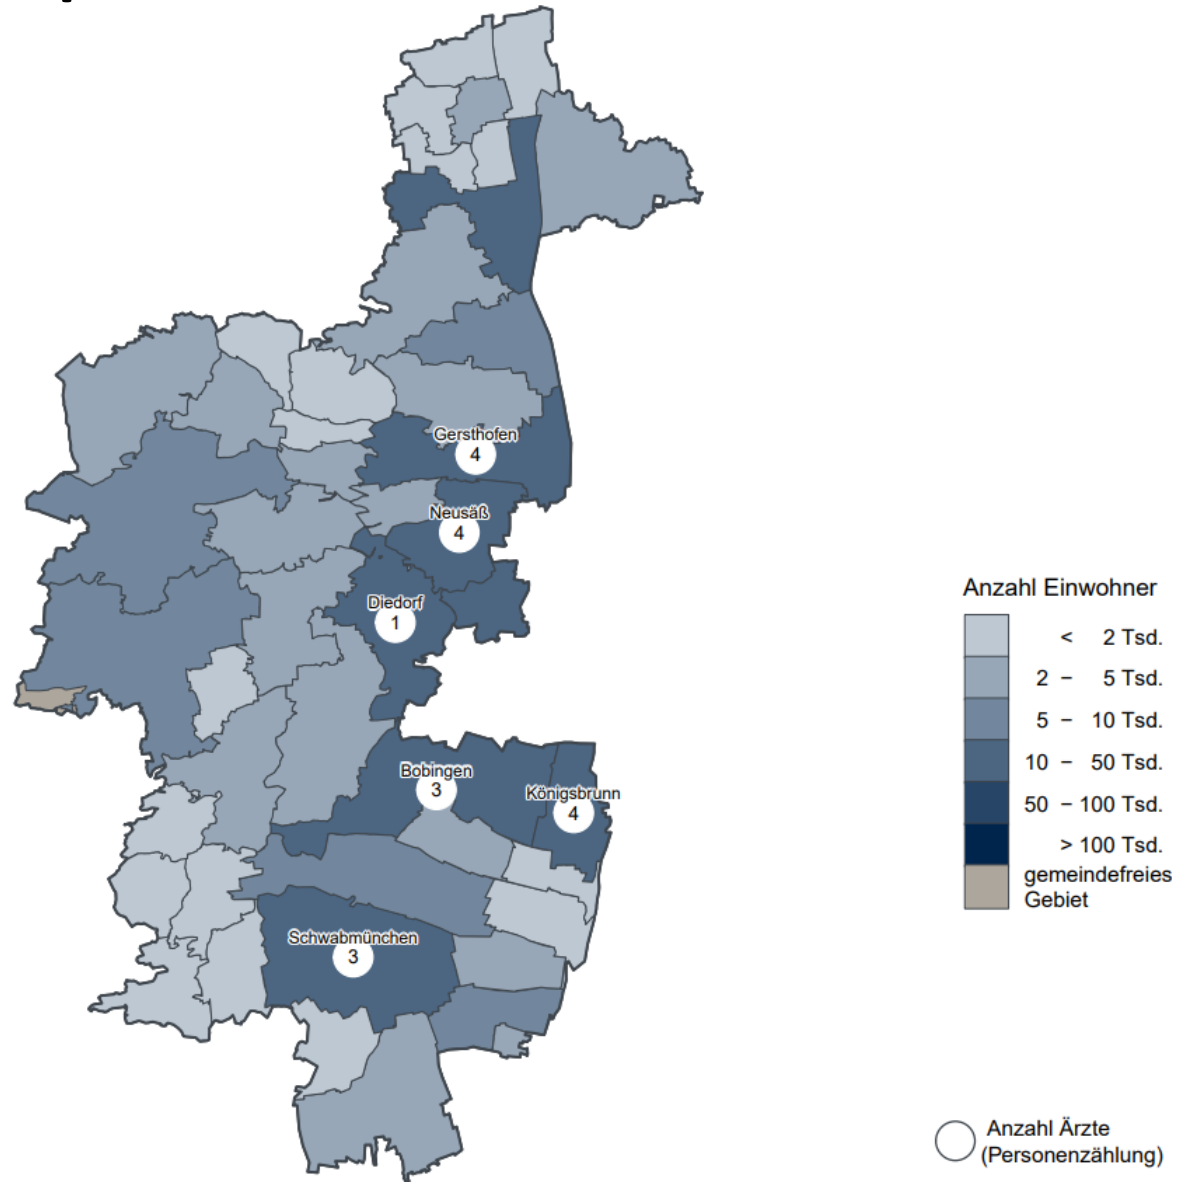 Gersthofen
4
Neusäß
4
Diedorf
1
Bobingen
3
Königsbrunn
4
Schwabmünchen
3
Anzahl Einwohner
< 2 Tsd.
2 – 5 Tsd.
5 – 10 Tsd.
10 – 50 Tsd.
50 – 100 Tsd.
> 100 Tsd.
gemeindefreies
Gebiet
Anzahl Ärzte
(Personenzählung)